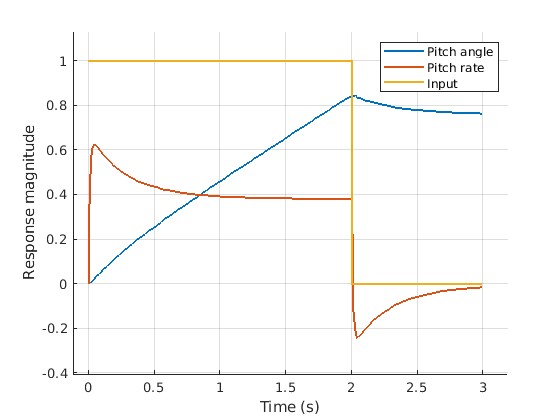 Pitch angle
Pitch rate
Input
1
0.8
0.6
0.4
0.2
0
-0.2
-0.4
Response magnitude
0 0.5 1 1.5 2 2.5 3
Time (s)